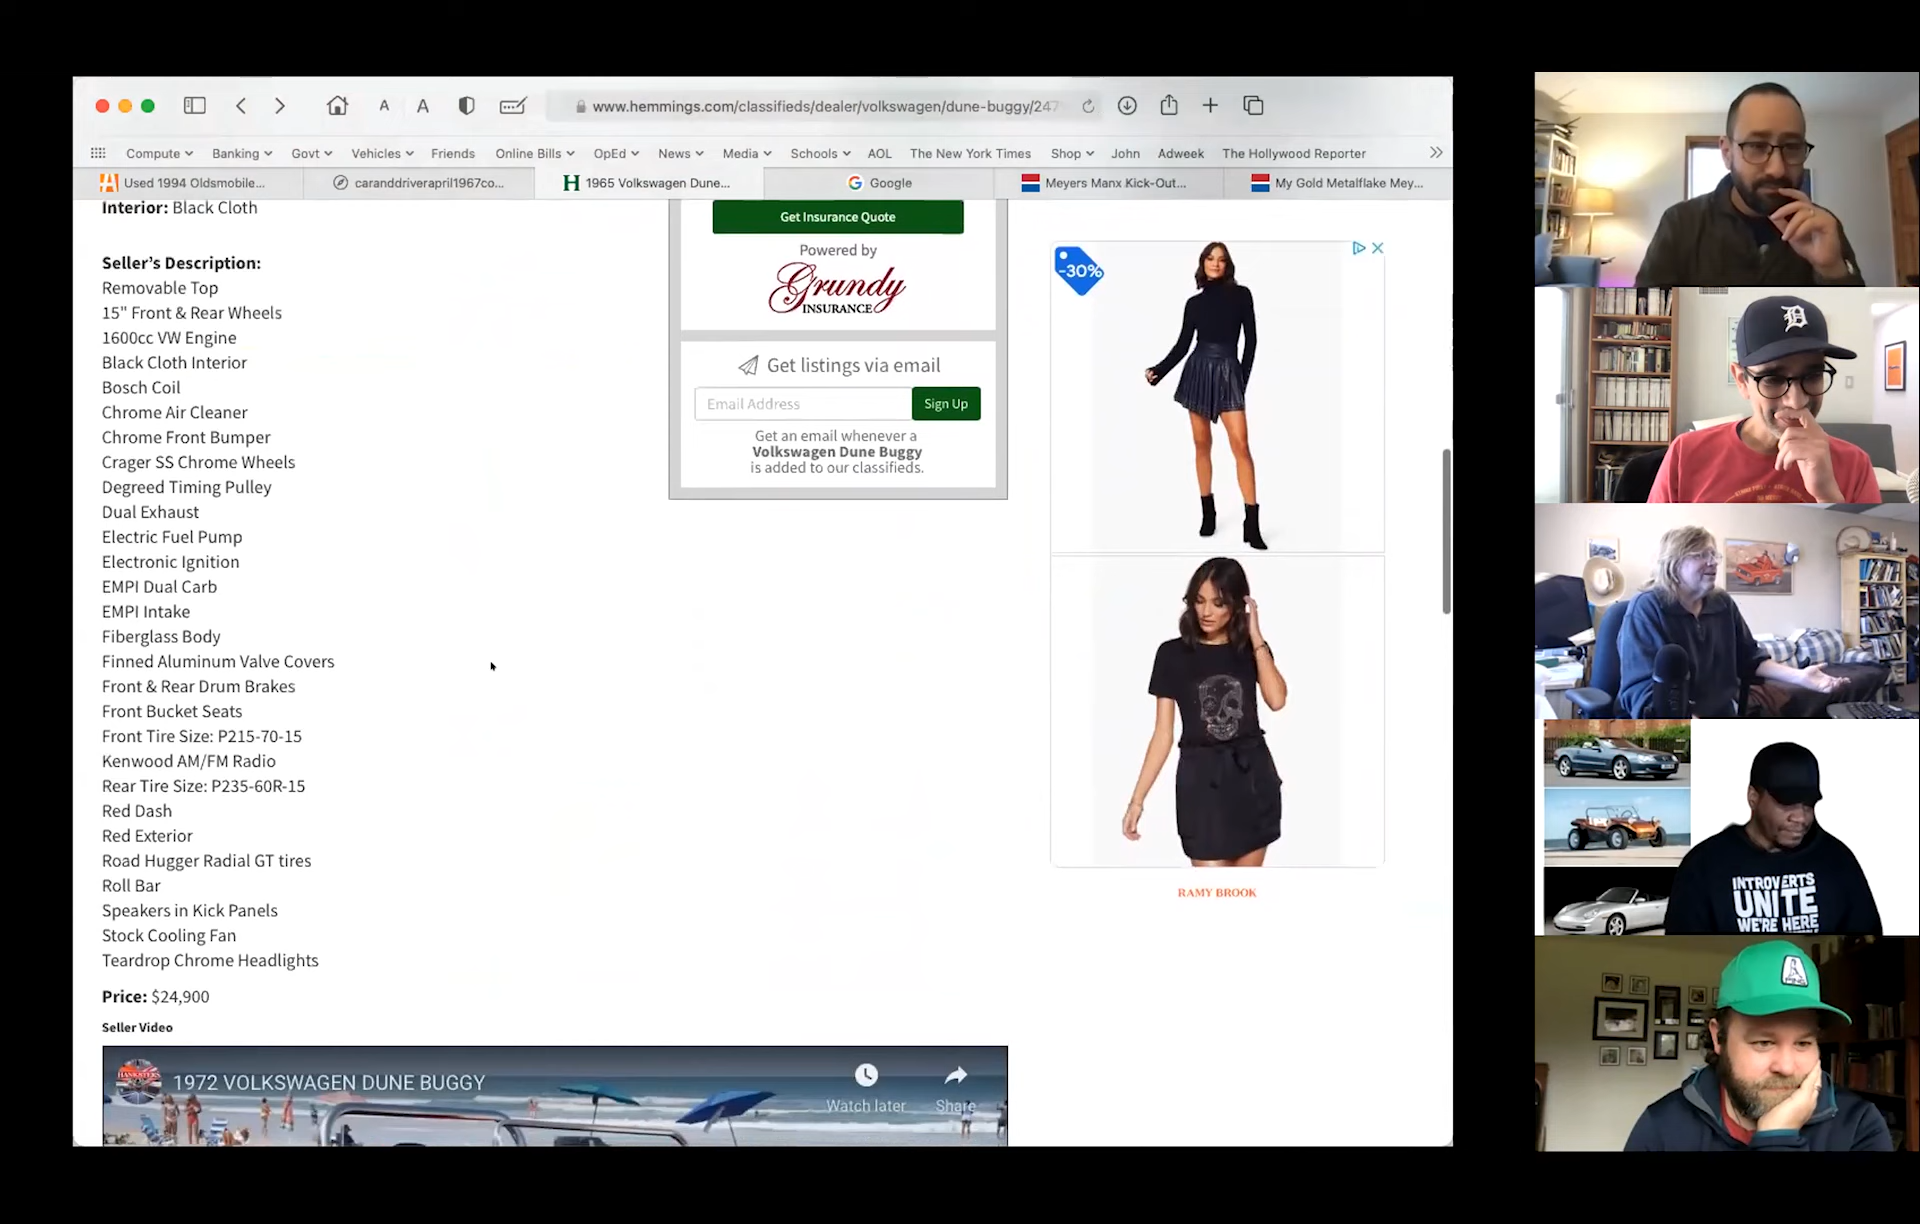 www.hemmings.com/classifieds/dealer/volkswagen/dune-buggy/247
Compute Banking Govt Vehicles Friends Online Bills OpEd News Media Schools AOL The New York Times Shop John Adweek The Hollywood Reporter
Used 1994 Oldsmobile... caranddriverapril1967co... 1965 Volkswagen Dune... Google Meyers Manx Kick-Out... My Gold Metalflake Mey...
Interior: Black Cloth
Seller's Description:
Removable Top
15" Front & Rear Wheels
1600cc VW Engine
Black Cloth Interior
Bosch Coil
Chrome Air Cleaner
Chrome Front Bumper
Crager SS Chrome Wheels
Degreed Timing Pulley
Dual Exhaust
Electric Fuel Pump
Electronic Ignition
EMPI Dual Carb
EMPI Intake
Fiberglass Body
Finned Aluminum Valve Covers
Front & Rear Drum Brakes
Front Bucket Seats
Front Tire Size: P215-70-15
Kenwood AM/FM Radio
Rear Tire Size: P235-60R-15
Red Dash
Red Exterior
Road Hugger Radial GT tires
Roll Bar
Speakers in Kick Panels
Stock Cooling Fan
Teardrop Chrome Headlights
Price: $24,900
Seller Video
HANKSTERS
1972 VOLKSWAGEN DUNE BUGGY
Watch later
Share
Get Insurance Quote
Powered by
Grundy
INSURANCE
Get listings via email
Email Address
Sign Up
Get an email whenever a
Volkswagen Dune Buggy
is added to our classifieds.
-30%
RAMY BROOK
D
INTROVERTS
UNITE
WE'RE HERE